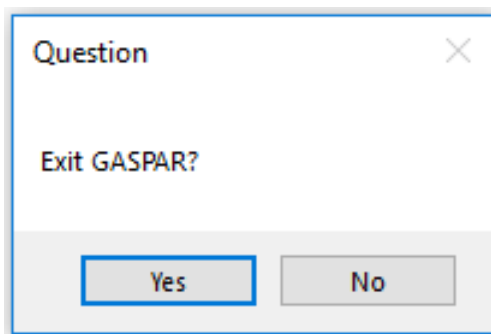 Question
Exit GASPAR?
Yes No